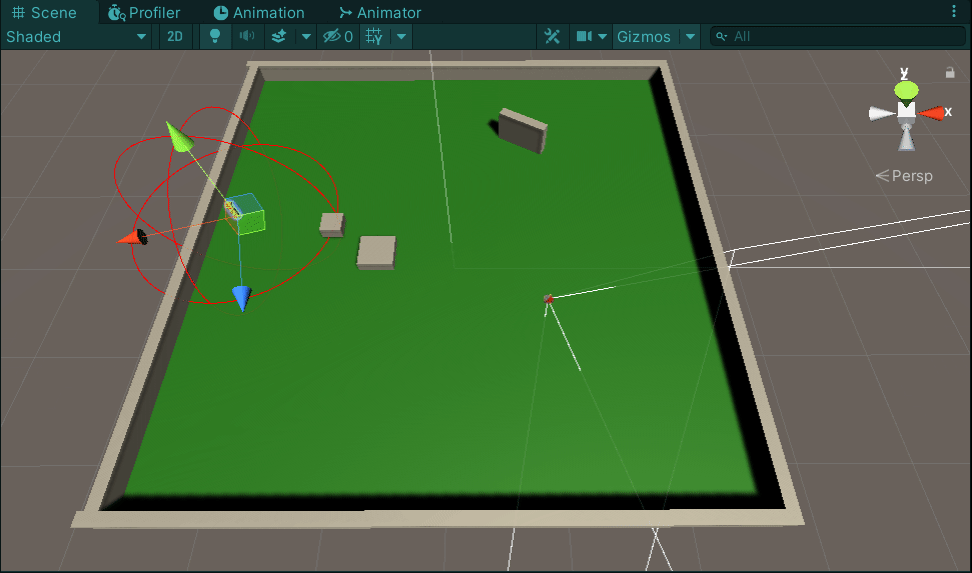 Scene Profiler Animation Animator
Shaded 2D 0 Gizmos All
y
x
Persp